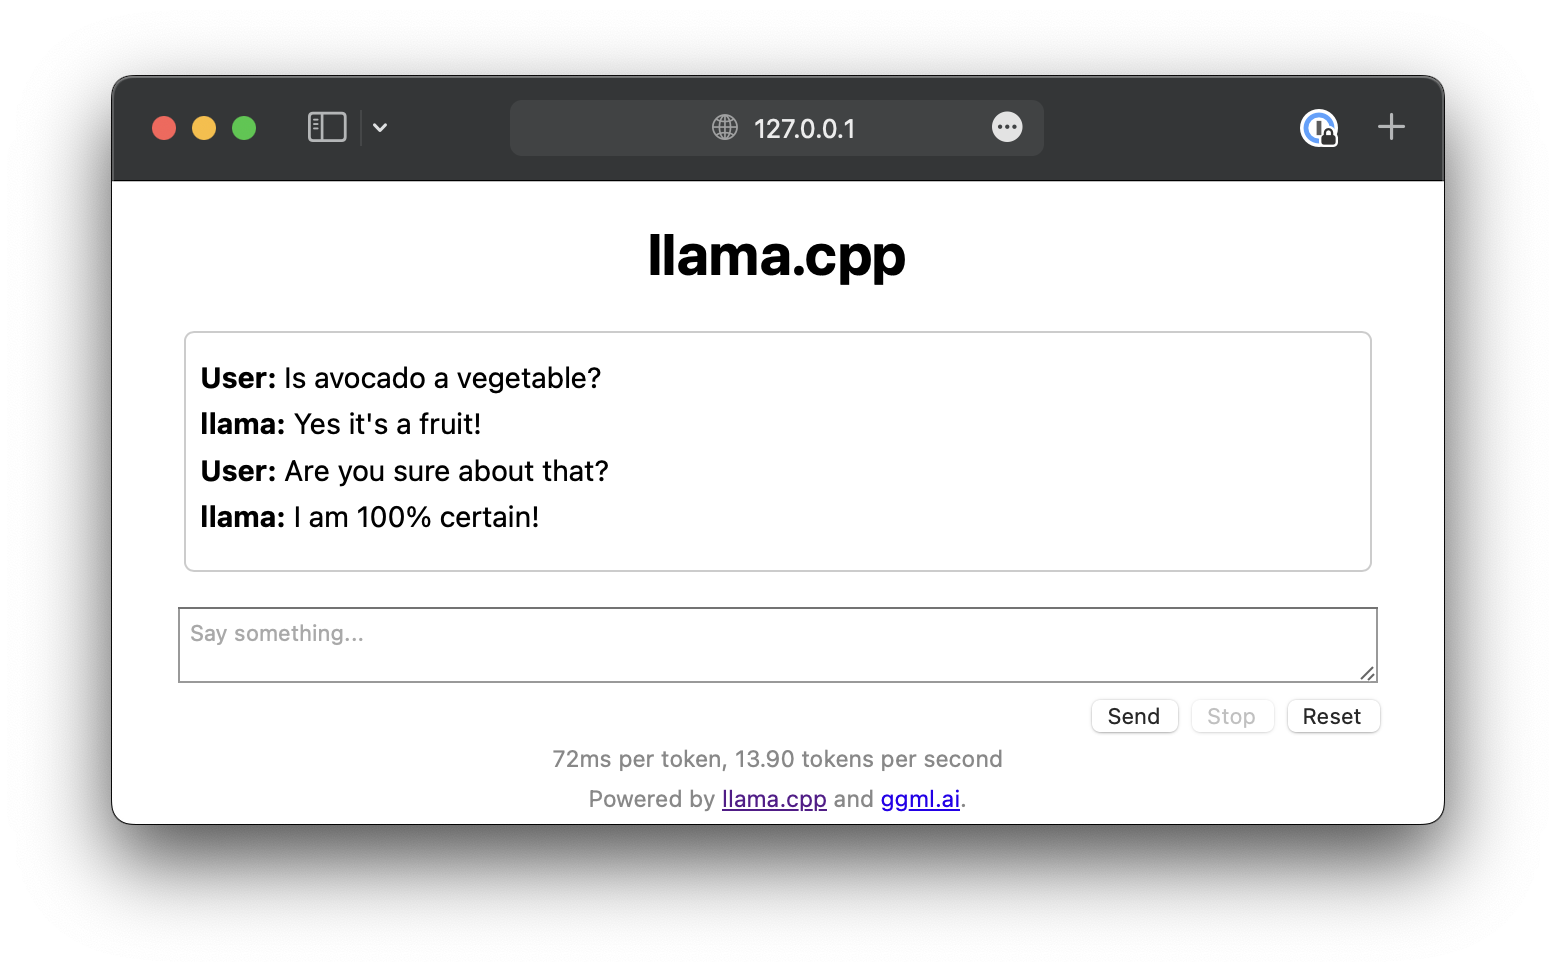 127.0.0.1
llama.cpp
User: Is avocado a vegetable?
llama: Yes it's a fruit!
User: Are you sure about that?
llama: I am 100% certain!
Say something...
Send Stop Reset
72ms per token, 13.90 tokens per second
Powered by llama.cpp and ggml.ai.